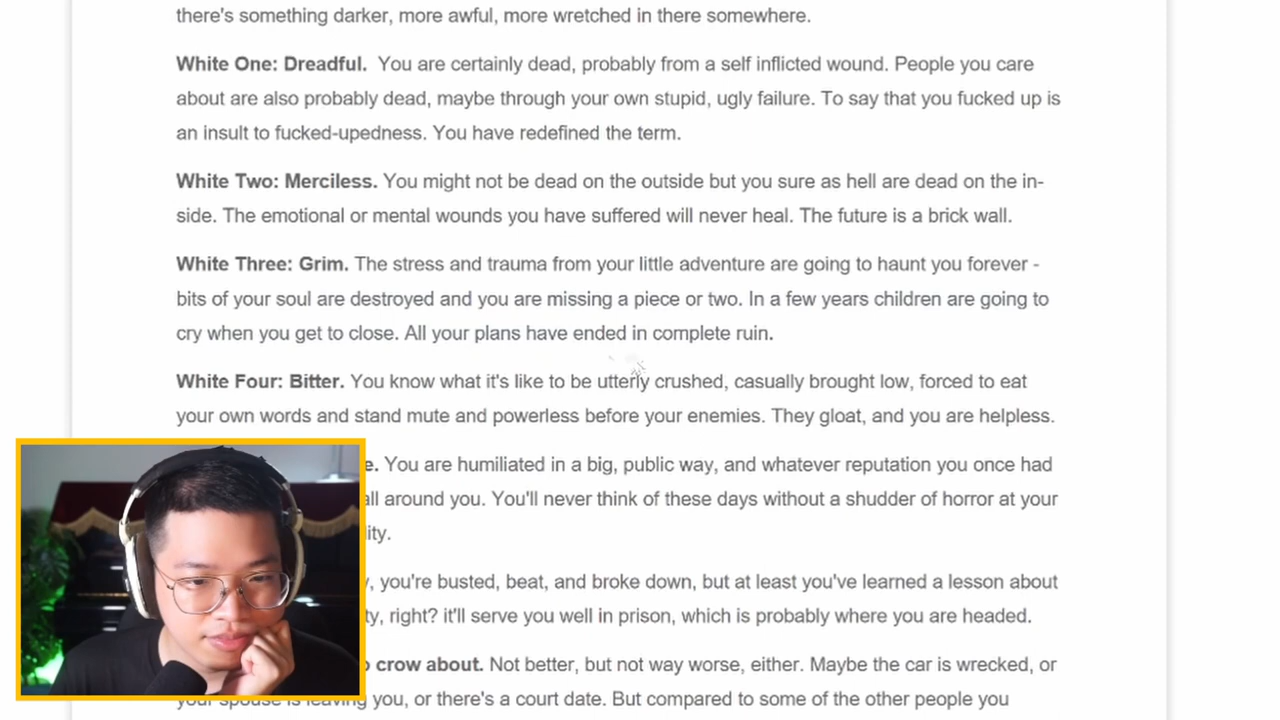 there's something darker, more awful, more wretched in there somewhere.
White One: Dreadful. You are certainly dead, probably from a self inflicted wound. People you care
about are also probably dead, maybe through your own stupid, ugly failure. To say that you fucked up is
an insult to fucked-upedness. You have redefined the term.
White Two: Merciless. You might not be dead on the outside but you sure as hell are dead on the in-
side. The emotional or mental wounds you have suffered will never heal. The future is a brick wall.
White Three: Grim. The stress and trauma from your little adventure are going to haunt you forever -
bits of your soul are destroyed and you are missing a piece or two. In a few years children are going to
cry when you get to close. All your plans have ended in complete ruin.
White Four: Bitter. You know what it's like to be utterly crushed, casually brought low, forced to eat
your own words and stand mute and powerless before your enemies. They gloat, and you are helpless.
e. You are humiliated in a big, public way, and whatever reputation you once had
all around you. You'll never think of these days without a shudder of horror at your
ity.
, you're busted, beat, and broke down, but at least you've learned a lesson about
ty, right? it'll serve you well in prison, which is probably where you are headed.
o crow about. Not better, but not way worse, either. Maybe the car is wrecked, or
your spouse is leaving you, or there's a court date. But compared to some of the other people you